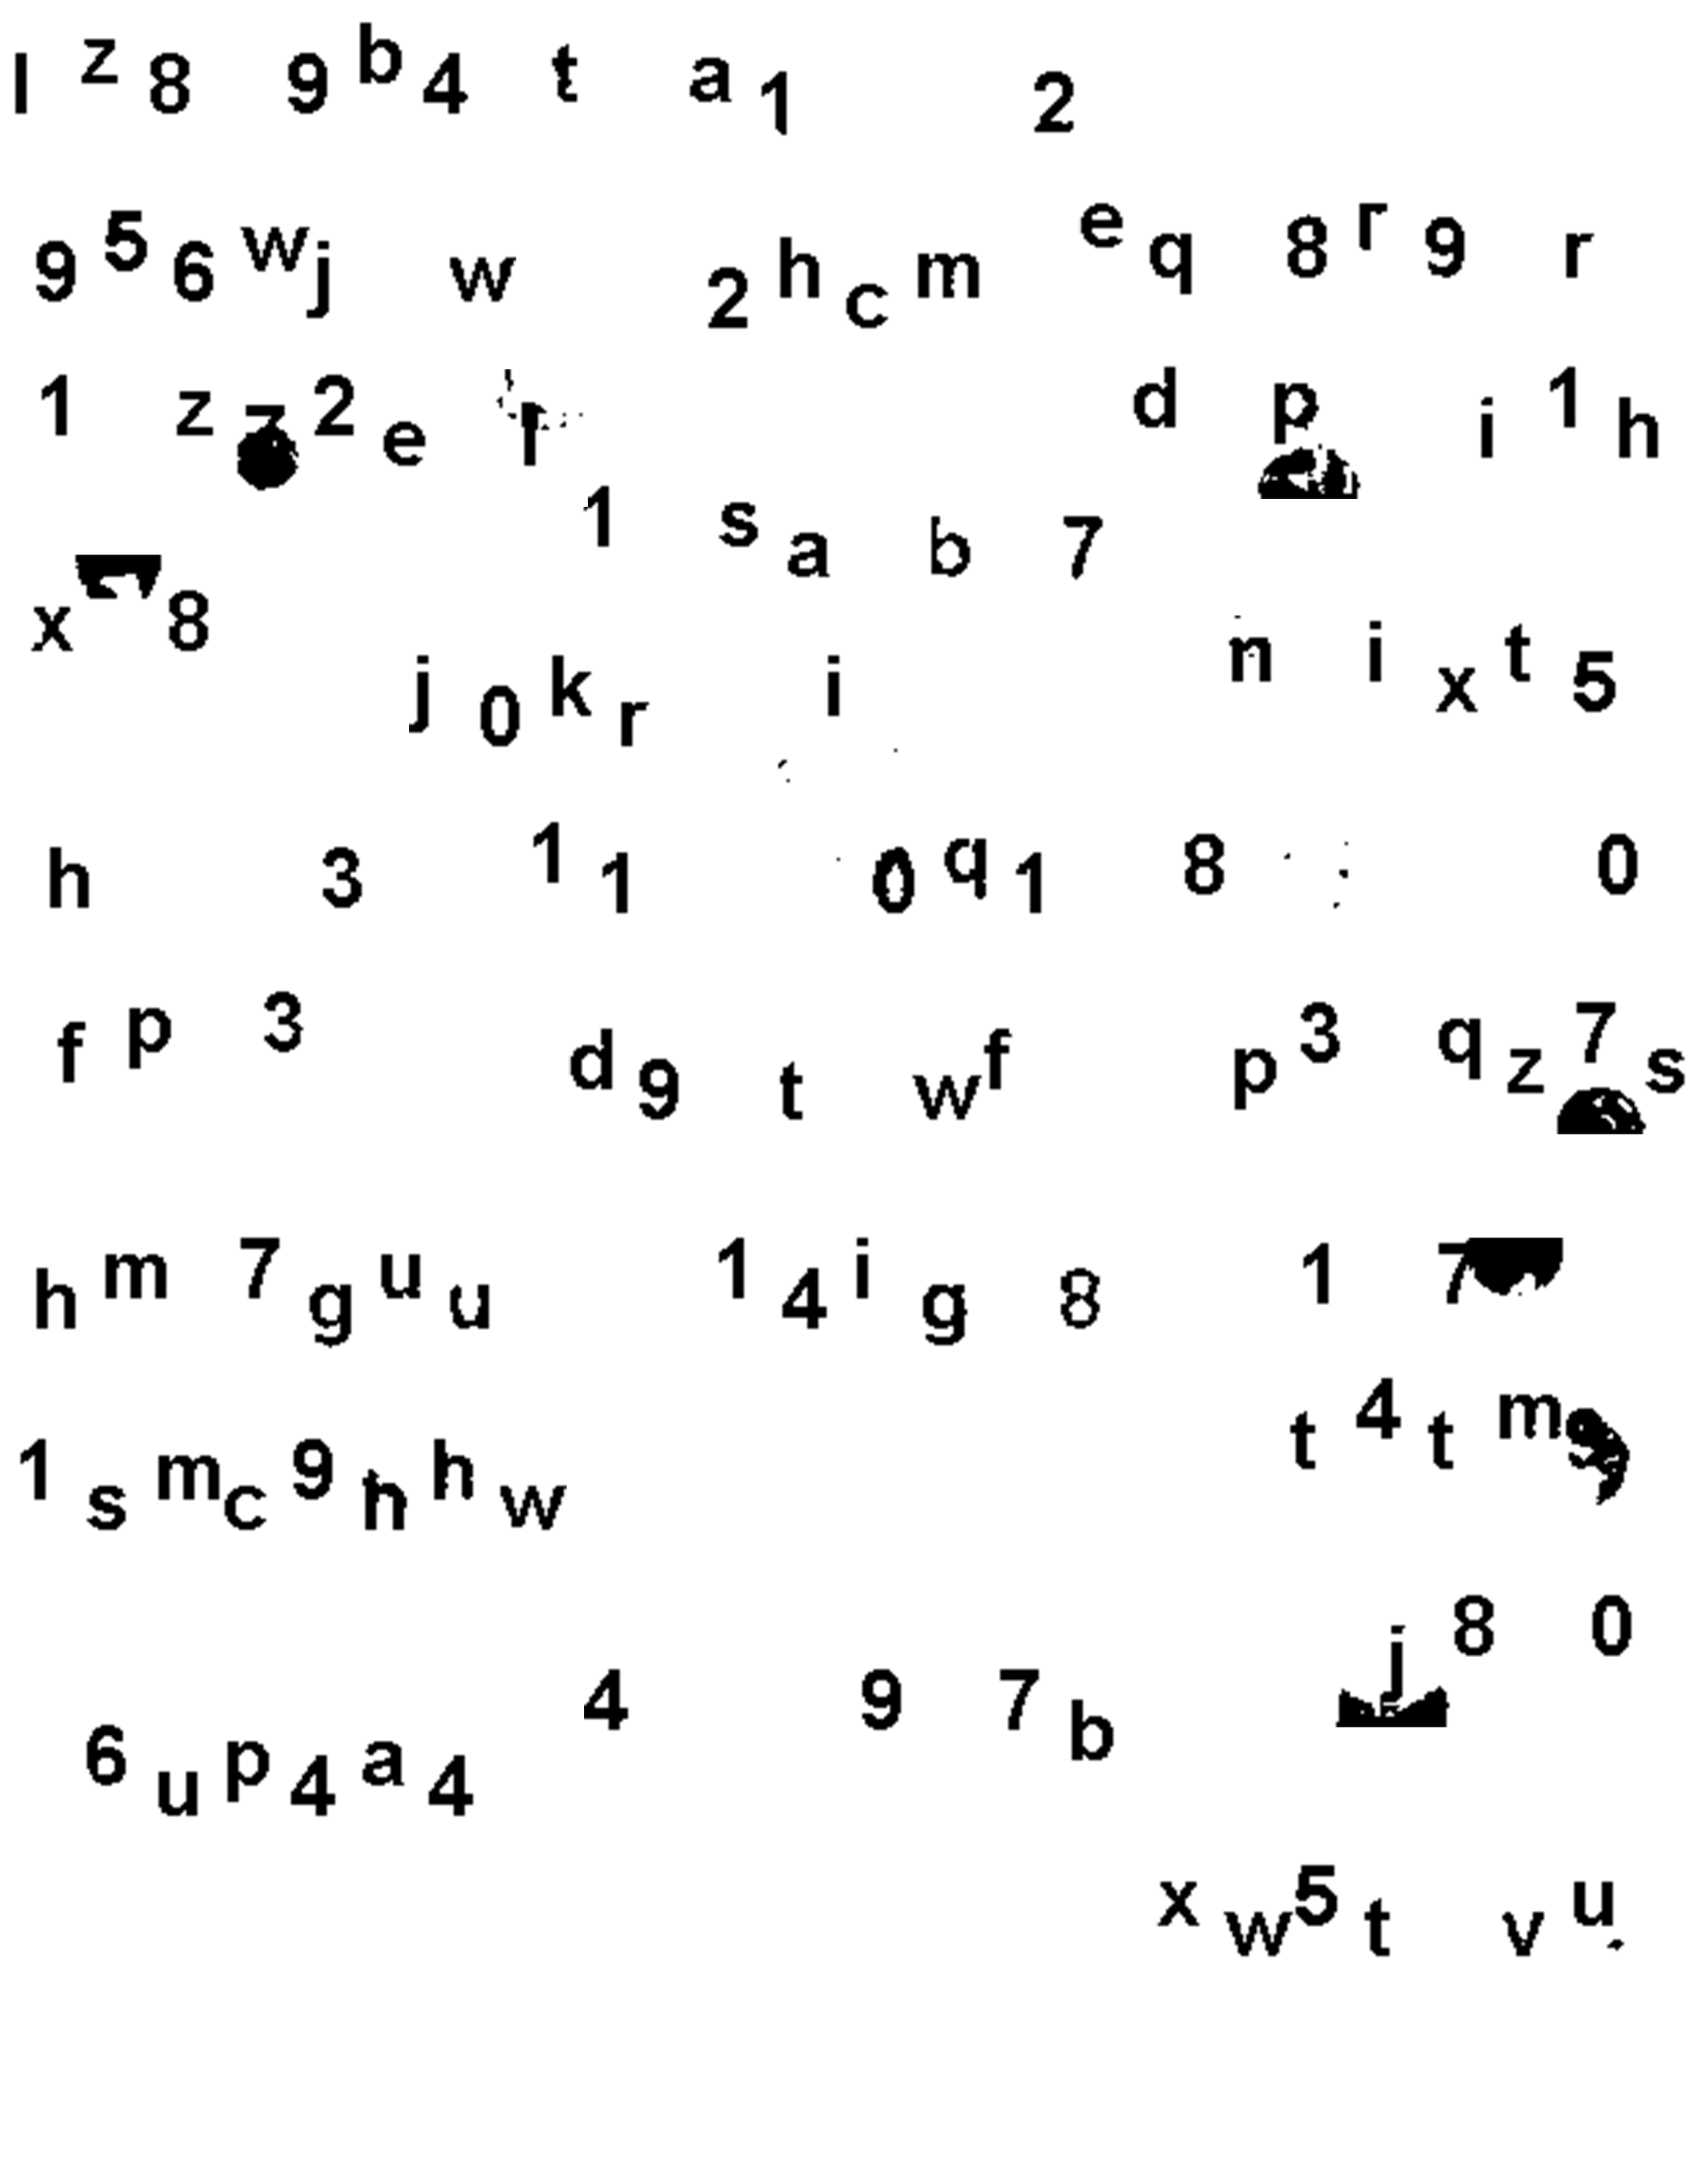 l z 8 9 b 4 t a 1 2
9 5 6 w j w 2 h c m e q 8 r 9 r
1 z z 2 e r d p i 1 h
1 s a b 7
x 8 j 0 k r i n i x t 5
h 3 1 1 0 q 1 8 0
f p 3 d 9 t w f p 3 q z 7 s
h m 7 g u u 1 4 i g 8 1 7
1 s m c 9 h h w t 4 t m 9
6 u p 4 a 4 4 9 7 b j 8 0
x w 5 t v u